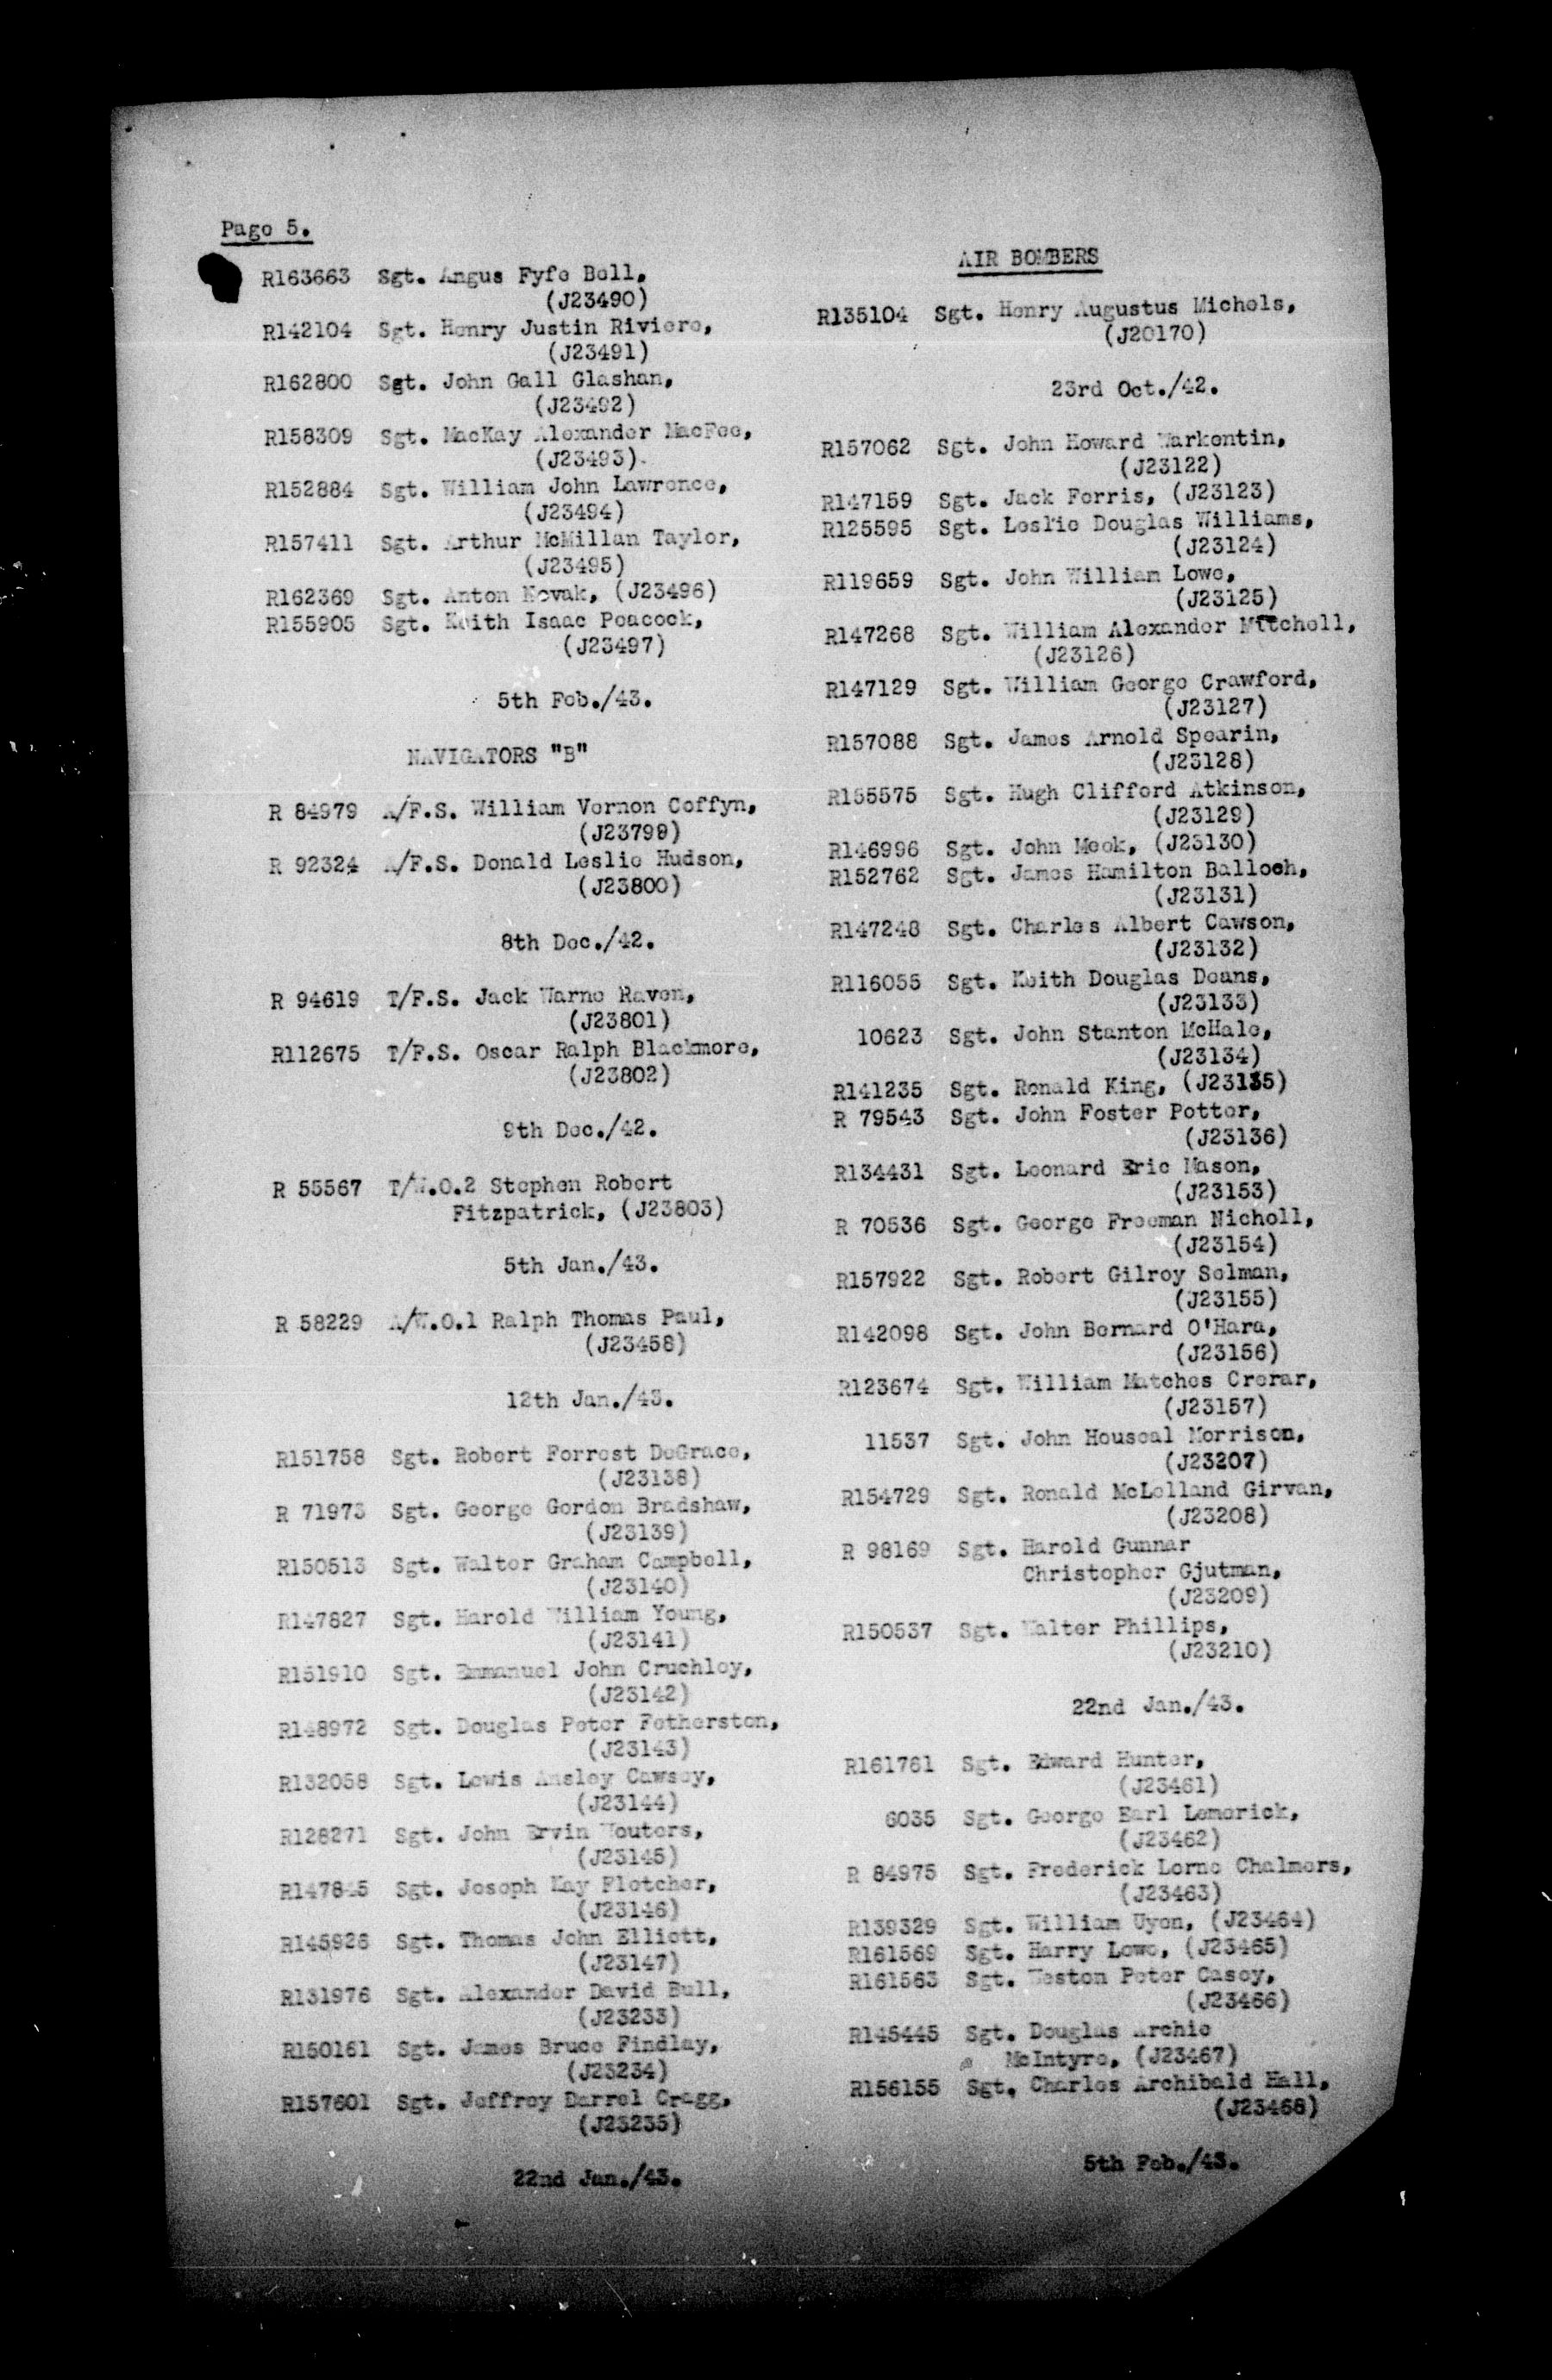 Page 5.
R163663 Sgt. Angus Fyfe Bell,
(J23490)
R142104 Sgt. Henry Justin Riviere,
(J23491)
R162800 Sgt. John Gall Glashan,
(J23492)
R158309 Sgt. MacKay Alexander MacFee,
(J23493)
R152884 Sgt. William John Lawrence,
(J23494)
R157411 Sgt. Arthur McMillan Taylor,
(J23495)
R162369 Sgt. Anton Novak, (J23496)
R155905 Sgt. Keith Isaac Peacock,
(J23497)
5th Feb./43.
NAVIGATORS "B"
R 84979 A/F.S. William Vernon Coffyn,
(J23799)
R 92324 A/F.S. Donald Leslie Hudson,
(J23800)
8th Dec./42.
R 94619 T/F.S. Jack Warne Raven,
(J23801)
R112675 T/F.S. Oscar Ralph Blackmore,
(J23802)
9th Dec./42.
R 55567 T/W.O.2 Stephen Robert
Fitzpatrick, (J23803)
5th Jan./43.
R 58229 A/W.O.1 Ralph Thomas Paul,
(J23458)
12th Jan./43.
R151758 Sgt. Robert Forrest DeGrace,
(J23138)
R 71973 Sgt. George Gordon Bradshaw,
(J23139)
R150513 Sgt. Walter Graham Campbell,
(J23140)
R147827 Sgt. Harold William Young,
(J23141)
R151910 Sgt. Emmanuel John Cruchley,
(J23142)
R148972 Sgt. Douglas Peter Fetherston,
(J23143)
R132058 Sgt. Lewis Ansley Cawsey,
(J23144)
R128271 Sgt. John Ervin Wouters,
(J23145)
R147845 Sgt. Joseph Kay Fletcher,
(J23146)
R145926 Sgt. Thomas John Elliott,
(J23147)
R131976 Sgt. Alexander David Bull,
(J23233)
R150161 Sgt. James Bruce Findlay,
(J23234)
R157601 Sgt. Jeffrey Darrel Cragg,
(J23235)
22nd Jan./43.
AIR BOMBERS
R135104 Sgt. Henry Augustus Michels,
(J20170)
23rd Oct./42.
R157062 Sgt. John Howard Warkentin,
(J23122)
R147159 Sgt. Jack Ferris, (J23123)
R125595 Sgt. Leslie Douglas Williams,
(J23124)
R119659 Sgt. John William Lowe,
(J23125)
R147268 Sgt. William Alexander Mitchell,
(J23126)
R147129 Sgt. William George Crawford,
(J23127)
R157088 Sgt. James Arnold Spearin,
(J23128)
R155575 Sgt. Hugh Clifford Atkinson,
(J23129)
R146996 Sgt. John Meek, (J23130)
R152762 Sgt. James Hamilton Balloch,
(J23131)
R147248 Sgt. Charles Albert Cawson,
(J23132)
R116055 Sgt. Keith Douglas Deans,
(J23133)
10623 Sgt. John Stanton McHale,
(J23134)
R141235 Sgt. Ronald King, (J23135)
R 79543 Sgt. John Foster Potter,
(J23136)
R134431 Sgt. Leonard Eric Mason,
(J23153)
R 70536 Sgt. George Freeman Nicholl,
(J23154)
R157922 Sgt. Robert Gilroy Selman,
(J23155)
R142098 Sgt. John Bernard O'Hara,
(J23156)
R123674 Sgt. William Matches Crerar,
(J23157)
11537 Sgt. John Houseal Morrison,
(J23207)
R154729 Sgt. Ronald McLelland Girvan,
(J23208)
R 98169 Sgt. Harold Gunnar
Christopher Gjutman,
(J23209)
R150537 Sgt. Walter Phillips,
(J23210)
22nd Jan./43.
R161761 Sgt. Edward Hunter,
(J23461)
6035 Sgt. George Earl Lemerick,
(J23462)
R 84975 Sgt. Frederick Lorne Chalmers,
(J23463)
R139329 Sgt. William Uyen, (J23464)
R161569 Sgt. Harry Lowe, (J23465)
R161563 Sgt. Weston Peter Casey,
(J23466)
R145445 Sgt. Douglas Archie
McIntyre, (J23467)
R156155 Sgt. Charles Archibald Hall,
(J23468)
5th Feb./43.